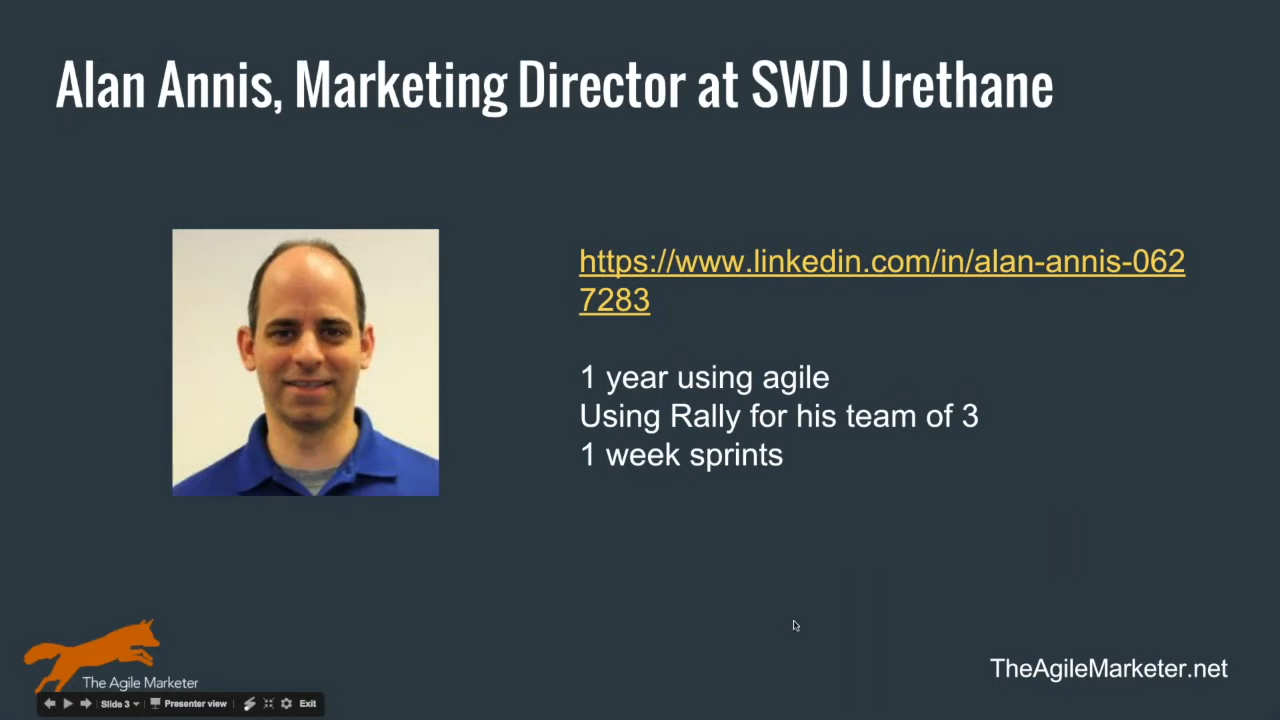 Alan Annis, Marketing Director at SWD Urethane
https://www.linkedin.com/in/alan-annis-062
7283
1 year using agile
Using Rally for his team of 3
1 week sprints
The Agile Marketer
TheAgileMarketer.net
Slide 3
Presenter view
Exit